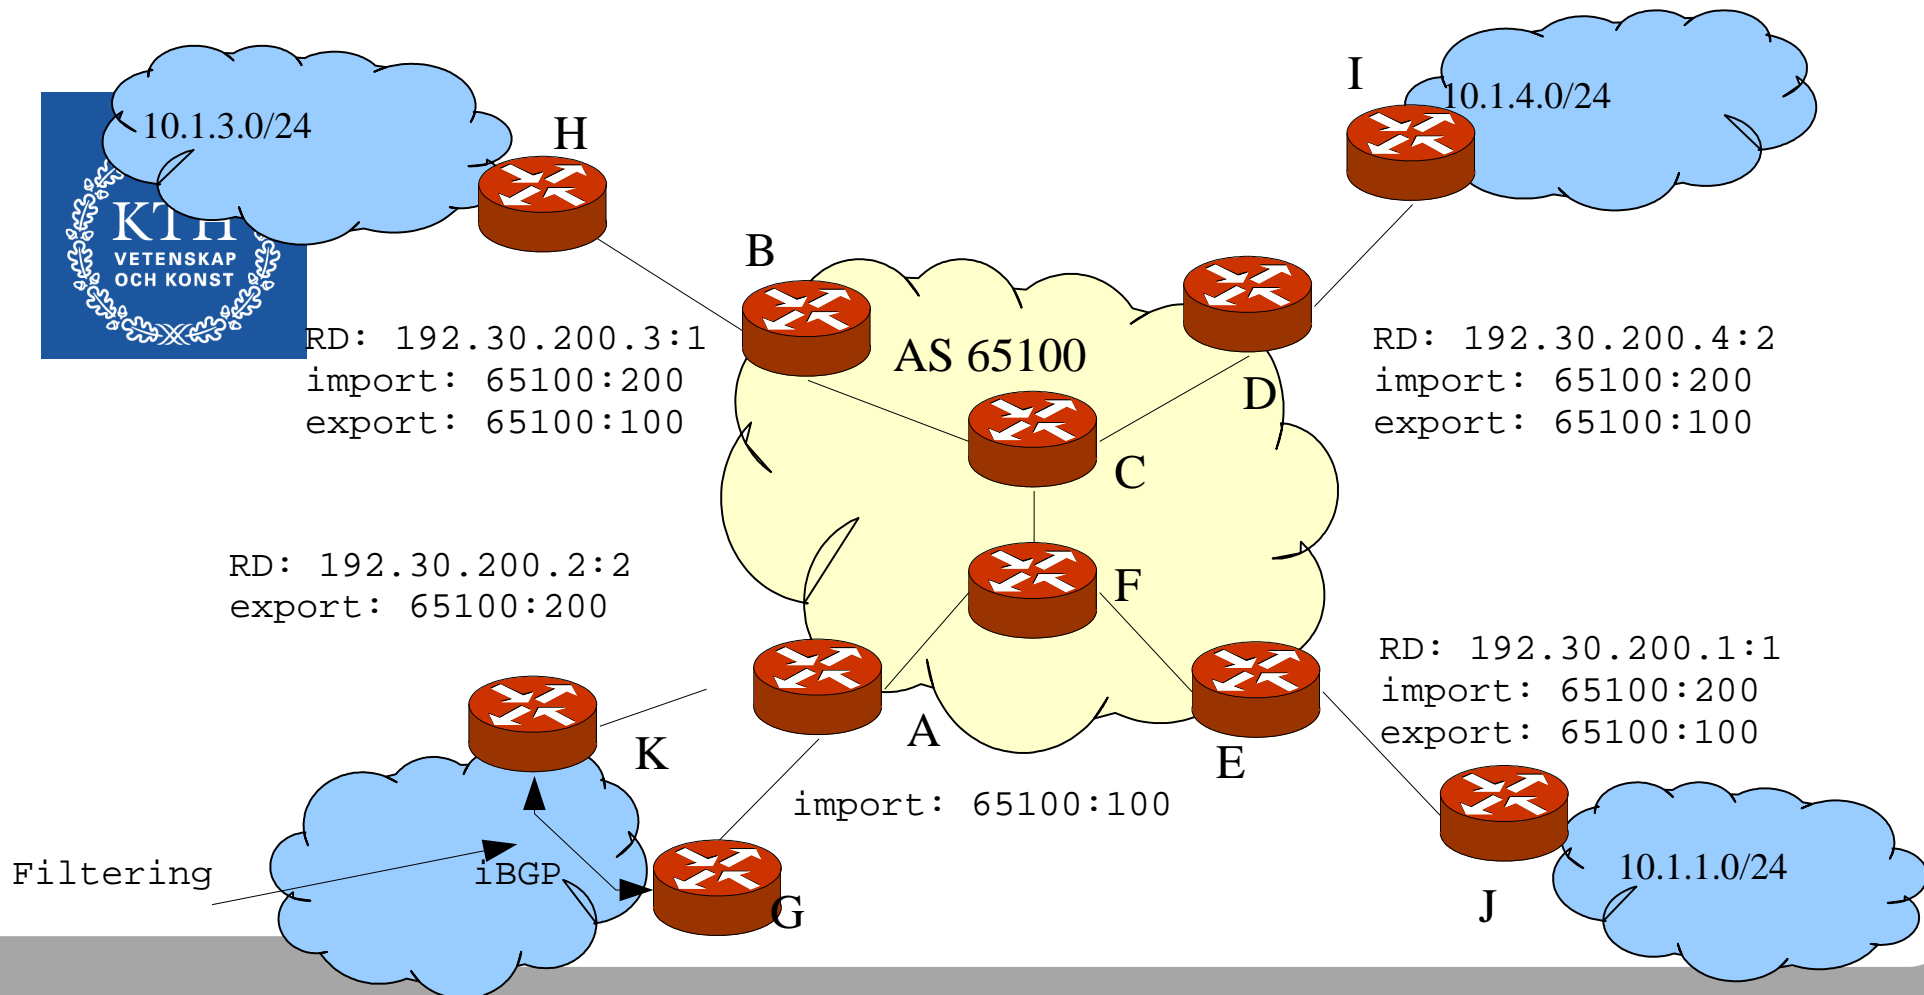 I
10.1.4.0/24
10.1.3.0/24
H
KTH
VETENSKAP
OCH KONST
B
RD: 192.30.200.3:1
import: 65100:200
export: 65100:100
AS 65100
D
RD: 192.30.200.4:2
import: 65100:200
export: 65100:100
C
RD: 192.30.200.2:2
export: 65100:200
F
RD: 192.30.200.1:1
import: 65100:200
export: 65100:100
K
A
E
import: 65100:100
Filtering
iBGP
G
J
10.1.1.0/24